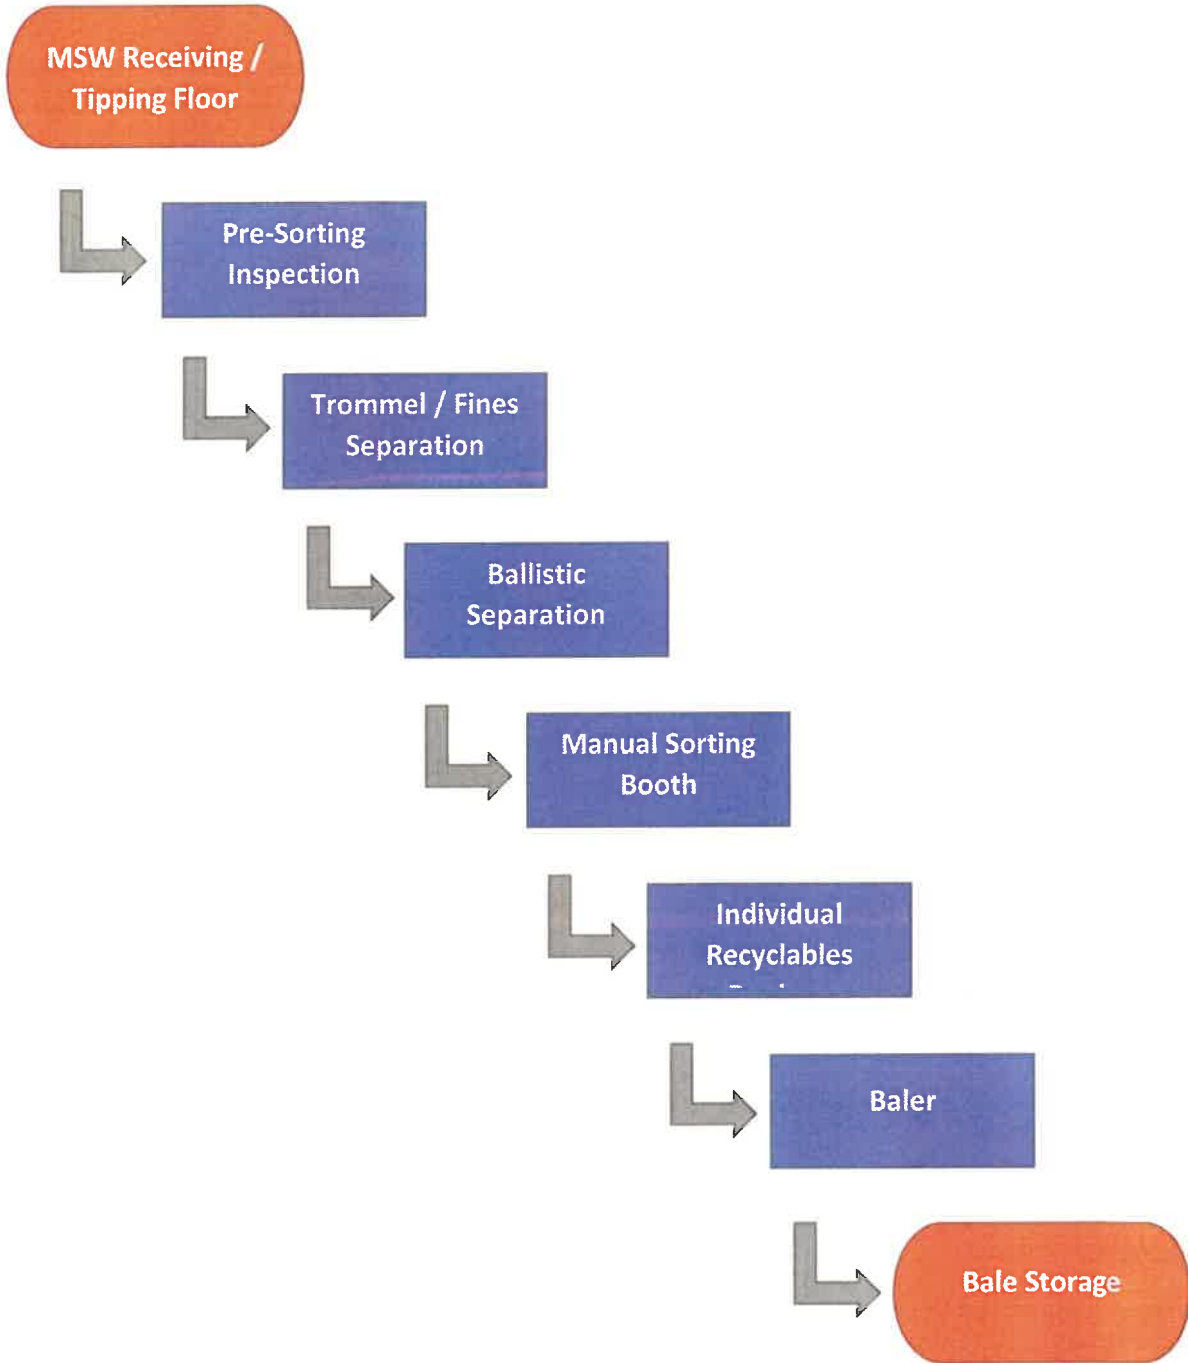 MSW Receiving /
Tipping Floor
Pre-Sorting
Inspection
Trommel / Fines
Separation
Ballistic
Separation
Manual Sorting
Booth
Individual
Recyclables
Baler
Bale Storage